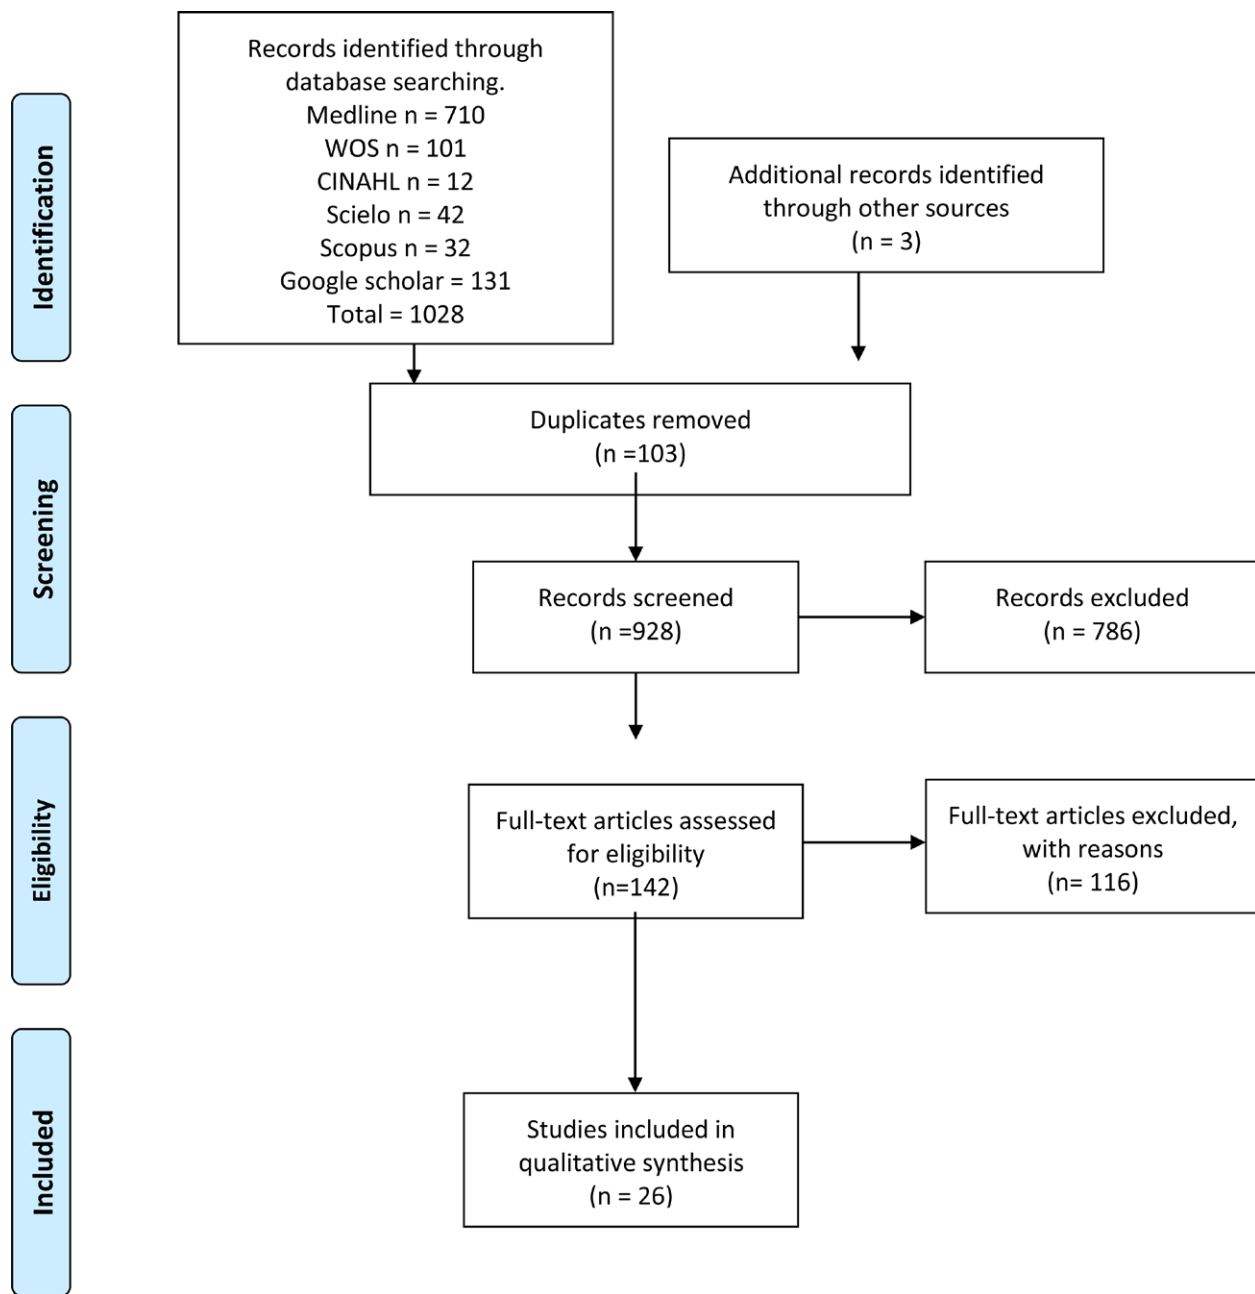 Identification
Records identified through
database searching.
Medline n = 710
WOS n = 101
CINAHL n = 12
Scielo n = 42
Scopus n = 32
Google scholar = 131
Total = 1028
Additional records identified
through other sources
(n = 3)
Screening
Duplicates removed
(n =103)
Records screened
(n =928)
Records excluded
(n = 786)
Eligibility
Full-text articles assessed
for eligibility
(n=142)
Full-text articles excluded,
with reasons
(n= 116)
Included
Studies included in
qualitative synthesis
(n = 26)